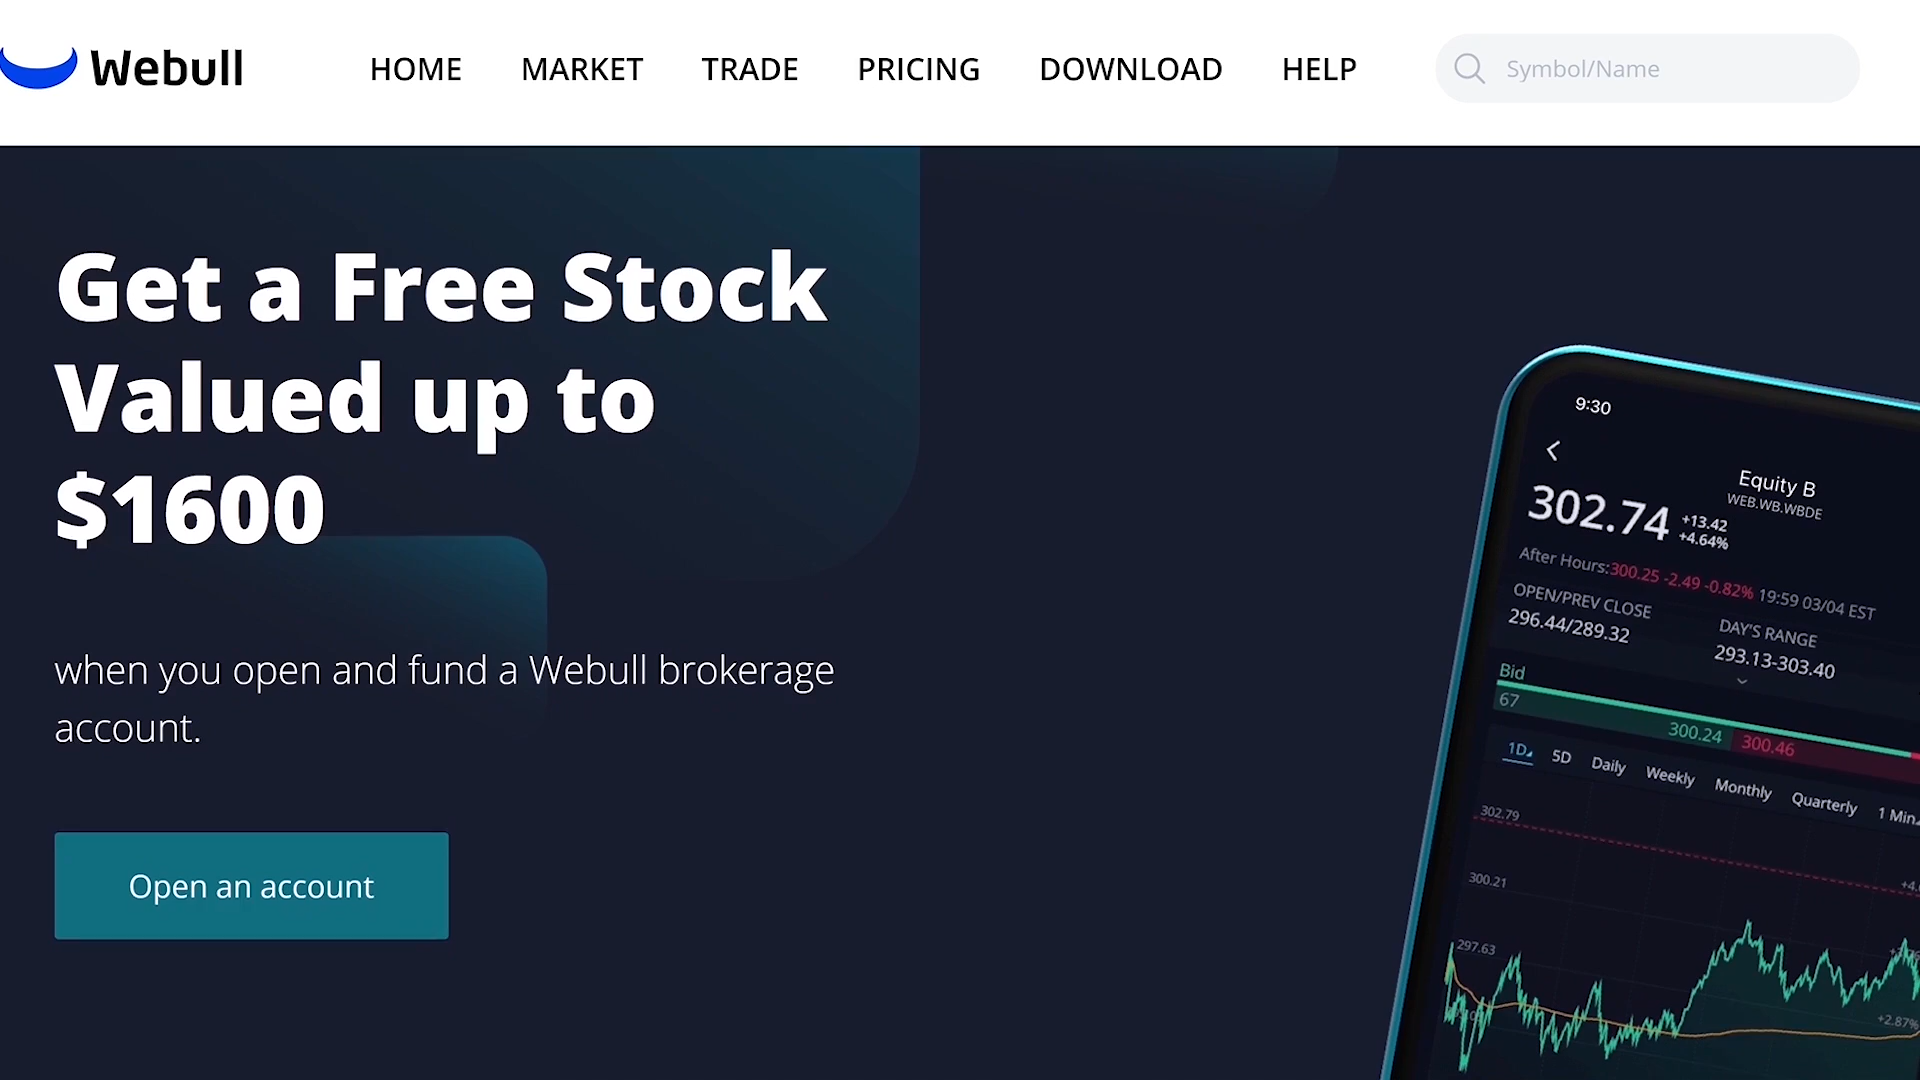 Webull
HOME MARKET TRADE PRICING DOWNLOAD HELP
Symbol/Name
Get a Free Stock
Valued up to
$1600
when you open and fund a Webull brokerage
account.
Open an account
9:30
Equity B
WEB.WB.WBDE
302.74
+13.42
+4.64%
After Hours:300.25 -2.49 -0.82% 19:59 03/04 EST
OPEN/PREV CLOSE
296.44/289.32
DAY'S RANGE
293.13-303.40
Bid
67
300.24 300.46
1D 5D Daily Weekly Monthly Quarterly 1 Min
302.79
300.21
297.63
+2.87%